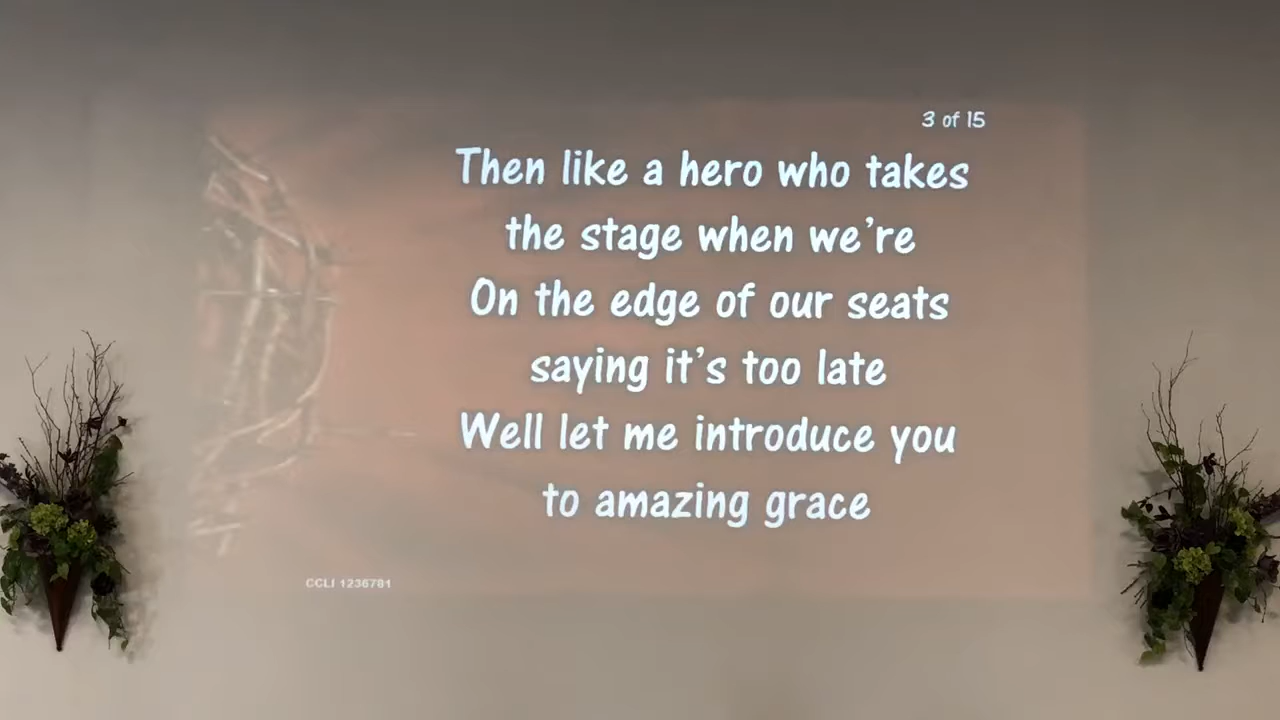 3 of 15
Then like a hero who takes
the stage when we're
On the edge of our seats
saying it's too late
Well let me introduce you
to amazing grace
CCLI 1236781